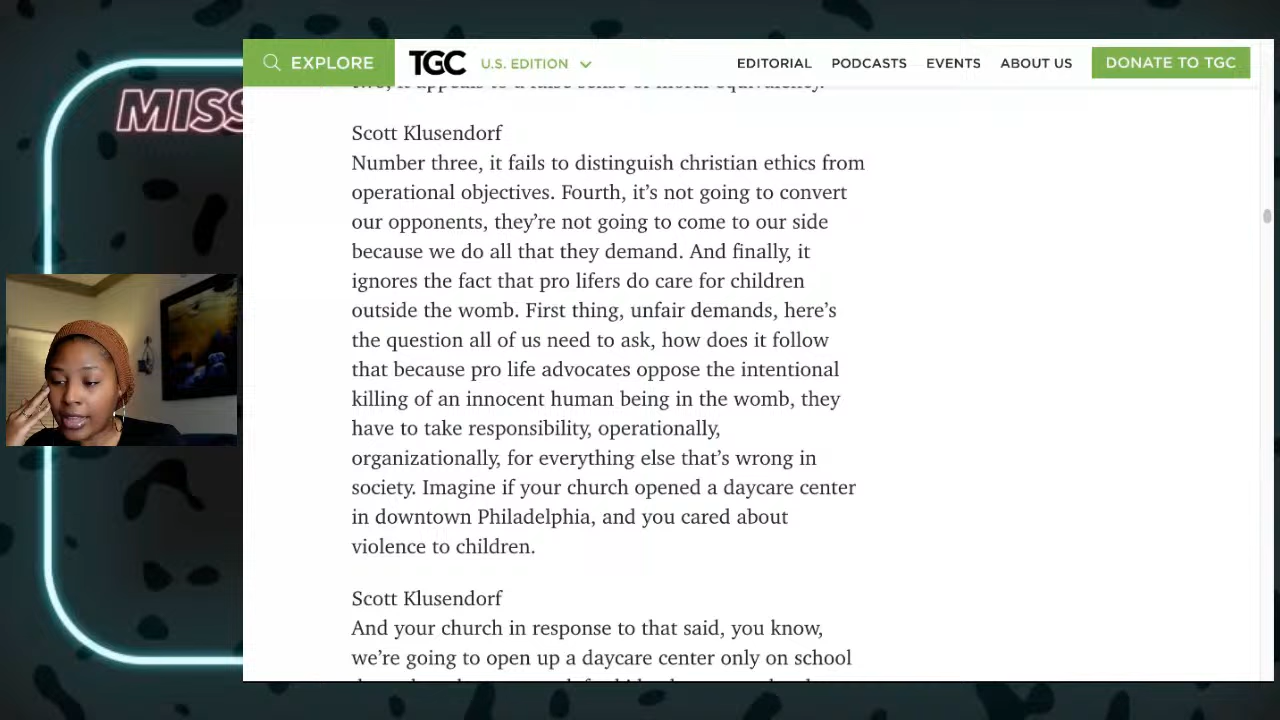 EXPLORE
TGC
U.S. EDITION
EDITORIAL
PODCASTS
EVENTS
ABOUT US
DONATE TO TGC
MISS
Scott Klusendorf
Number three, it fails to distinguish christian ethics from
operational objectives. Fourth, it’s not going to convert
our opponents, they’re not going to come to our side
because we do all that they demand. And finally, it
ignores the fact that pro lifers do care for children
outside the womb. First thing, unfair demands, here’s
the question all of us need to ask, how does it follow
that because pro life advocates oppose the intentional
killing of an innocent human being in the womb, they
have to take responsibility, operationally,
organizationally, for everything else that’s wrong in
society. Imagine if your church opened a daycare center
in downtown Philadelphia, and you cared about
violence to children.
Scott Klusendorf
And your church in response to that said, you know,
we’re going to open up a daycare center only on school